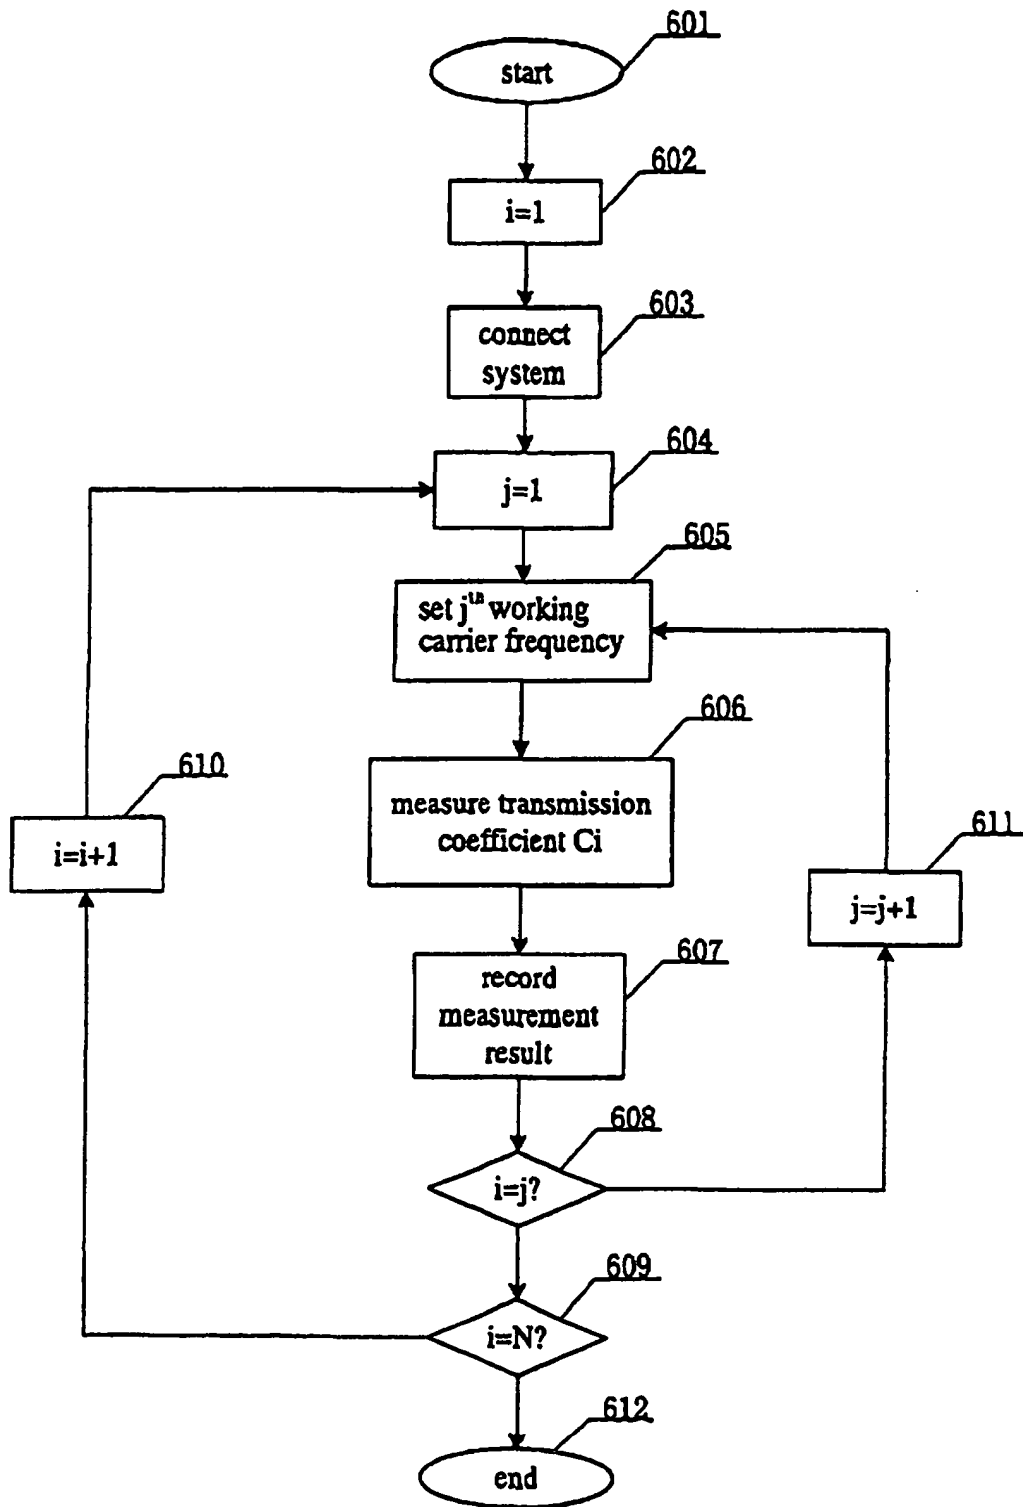 601
start
602
i=1
603
connect
system
604
j=1
605
set jth working
carrier frequency
606
measure transmission
coefficient Ci
610
i=i+1
611
j=j+1
607
record
measurement
result
608
i=j?
609
i=N?
612
end